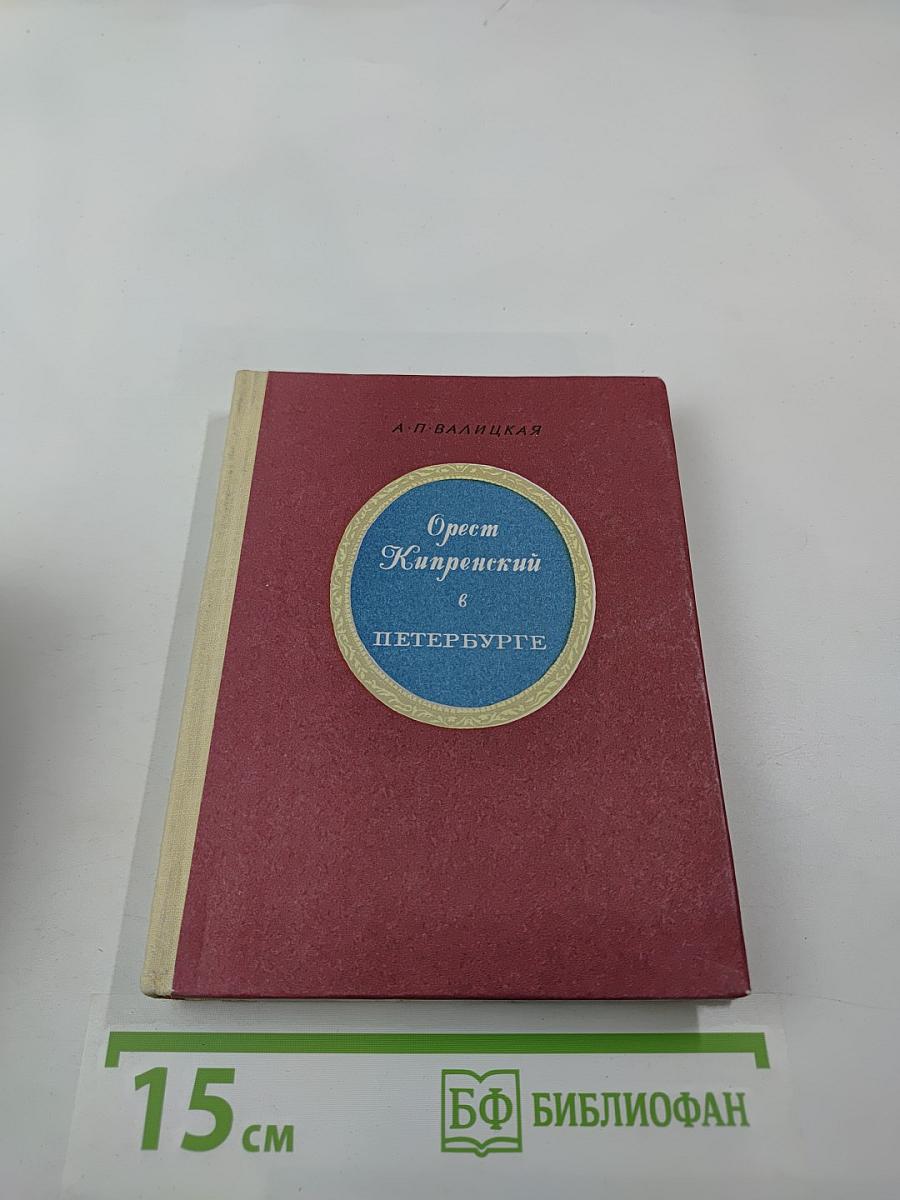 А·П·ВАЛИЦКАЯ
Орест
Кипренский
в
ПЕТЕРБУРГЕ
15 см
БФ БИБЛИОФАН